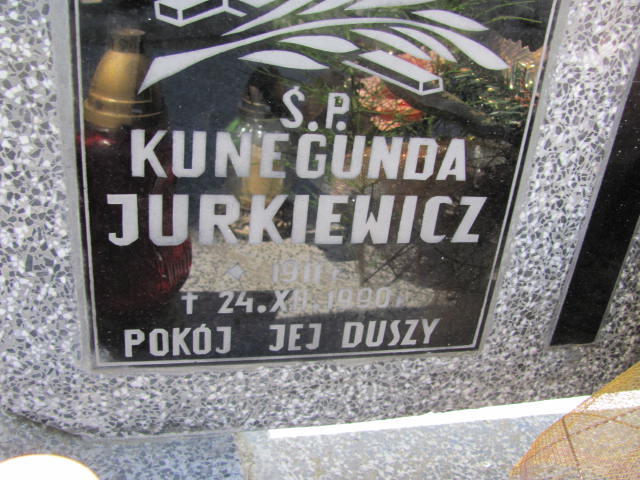 Ś.P.
KUNEGUNDA
JURKIEWICZ
* 1911 r.
† 24.XII.1990 r.
POKÓJ JEJ DUSZY